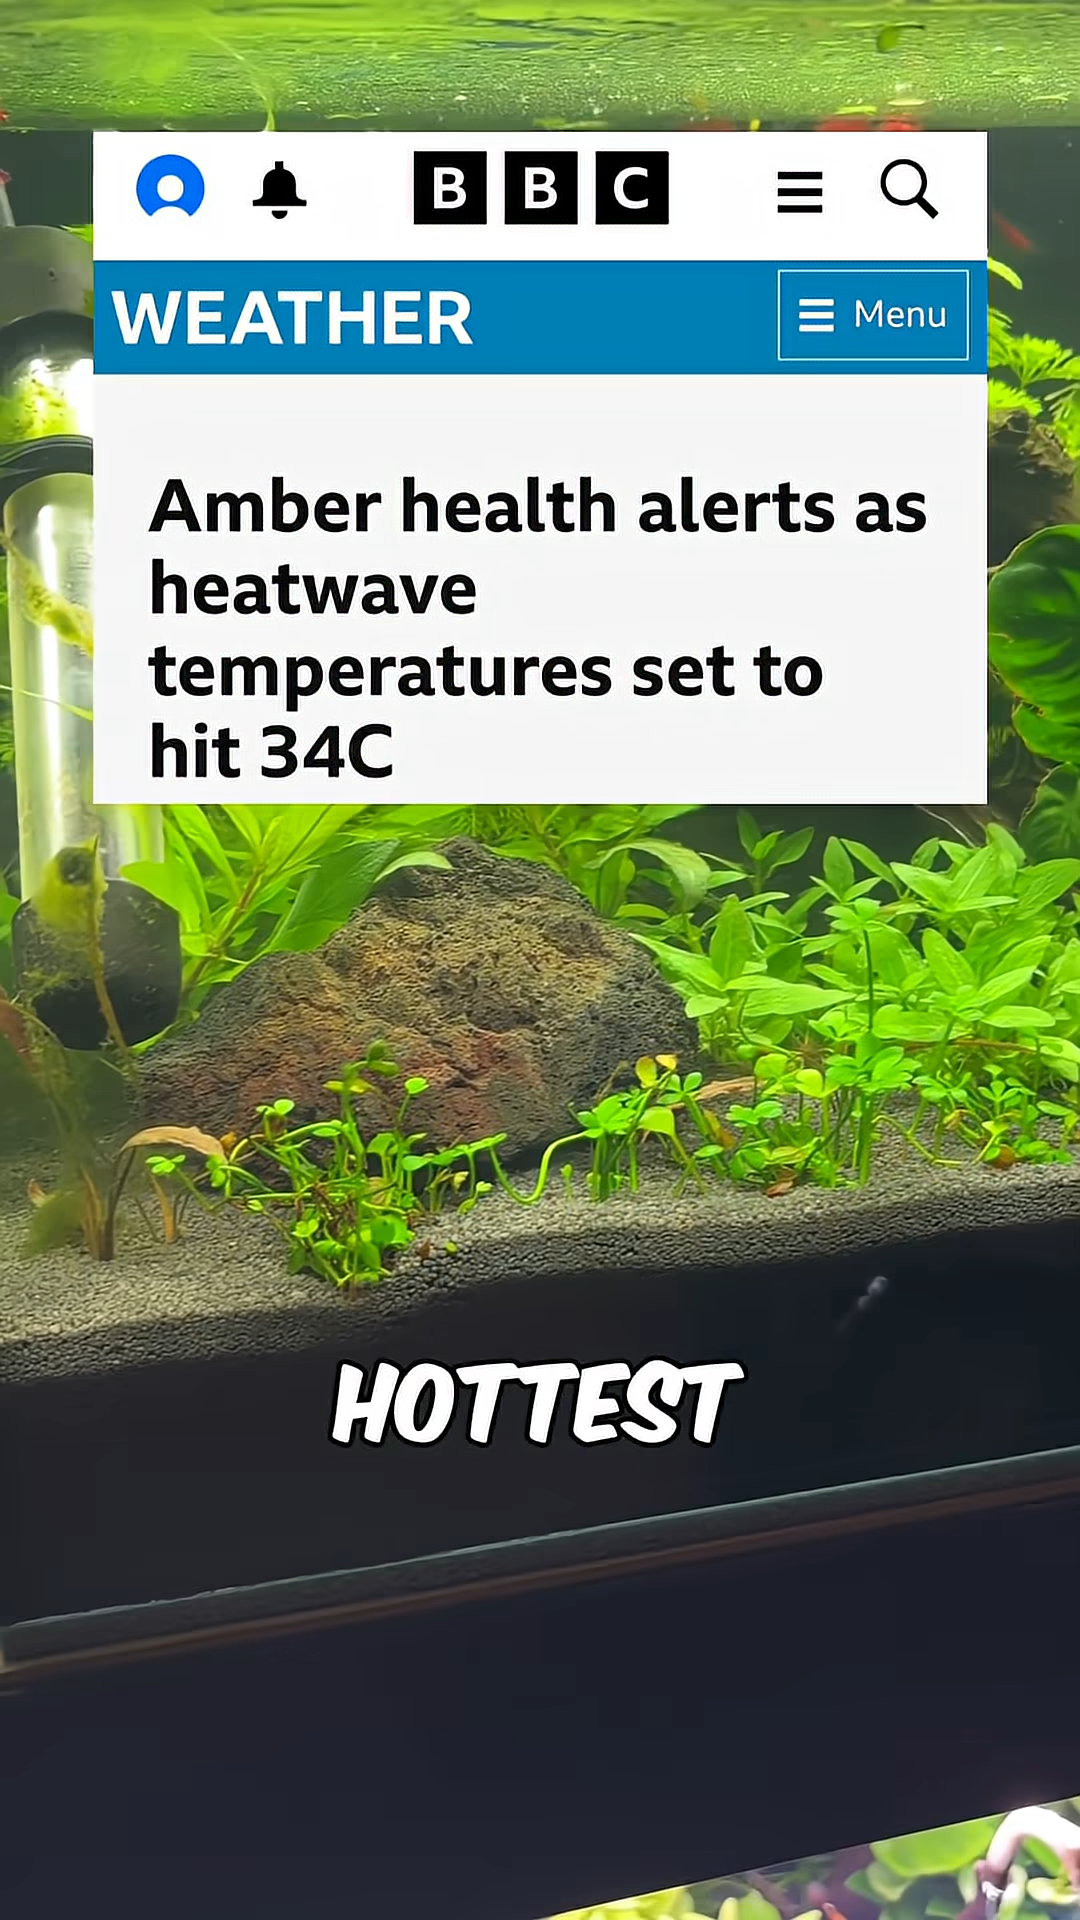 BBC
WEATHER
Menu
Amber health alerts as
heatwave
temperatures set to
hit 34C
HOTTEST